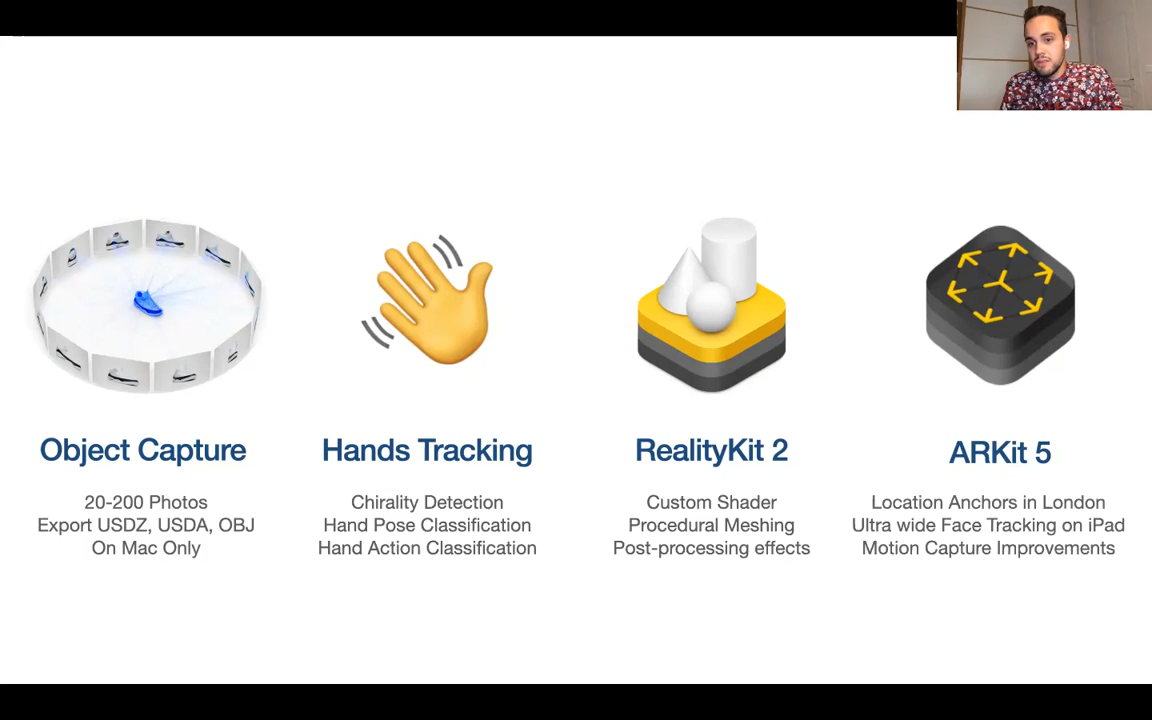 Object Capture
20-200 Photos
Export USDZ, USDA, OBJ
On Mac Only
Hands Tracking
Chirality Detection
Hand Pose Classification
Hand Action Classification
RealityKit 2
Custom Shader
Procedural Meshing
Post-processing effects
ARKit 5
Location Anchors in London
Ultra wide Face Tracking on iPad
Motion Capture Improvements